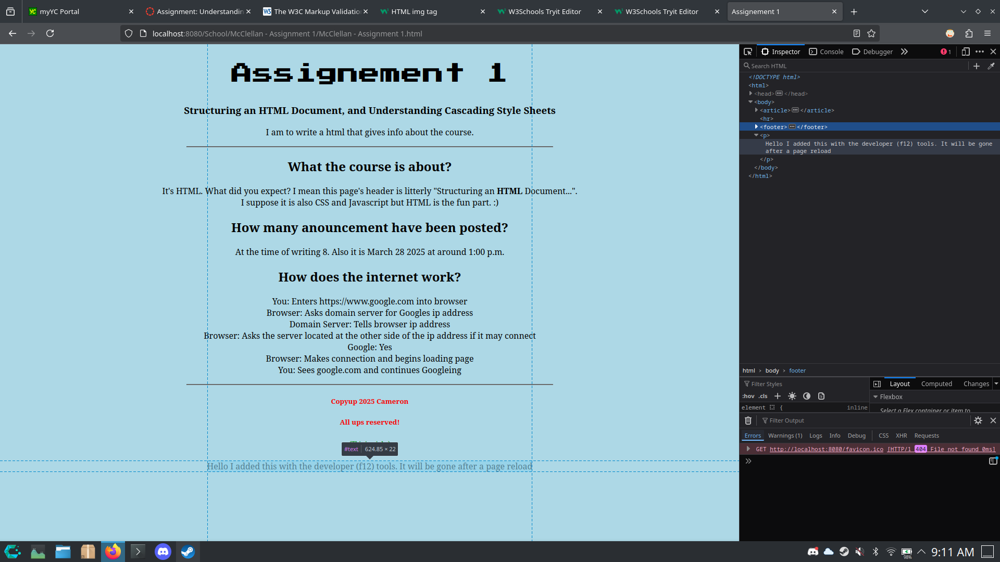 myYC Portal
Assignment: Understandin
The W3C Markup Validatio
HTML img tag
W3Schools Tryit Editor
W3Schools Tryit Editor
Assignement 1
localhost:8080/School/McClellan - Assignment 1/McClellan - Assignment 1.html
Assignement 1
Structuring an HTML Document, and Understanding Cascading Style Sheets
I am to write a html that gives info about the course.
What the course is about?
It's HTML. What did you expect? I mean this page's header is litterly "Structuring an HTML Document...".
I suppose it is also CSS and Javascript but HTML is the fun part. :)
How many anouncement have been posted?
At the time of writing 8. Also it is March 28 2025 at around 1:00 p.m.
How does the internet work?
You: Enters https://www.google.com into browser
Browser: Asks domain server for Googles ip address
Domain Server: Tells browser ip address
Browser: Asks the server located at the other side of the ip address if it may connect
Google: Yes
Browser: Makes connection and begins loading page
You: Sees google.com and continues Googleing
Copyup 2025 Cameron
All ups reserved!
#text 624.85 × 22
Hello I added this with the developer (f12) tools. It will be gone after a page reload
Inspector
Console
Debugger
1
Search HTML
<!DOCTYPE html>
<html>
<head> </head>
<body>
<article> </article>
<hr>
<footer> </footer>
<p>
Hello I added this with the developer (f12) tools. It will be gone
after a page reload
</p>
</body>
</html>
html › body › footer
Filter Styles
:hov .cls
element {
inline
Layout
Computed
Changes
Flexbox
Select a Flex container or item to
Filter Output
Errors
Warnings (1)
Logs
Info
Debug
CSS
XHR
Requests
GET http://localhost:8080/favicon.ico [HTTP/1 404 File not found 0ms]
98%
9:11 AM